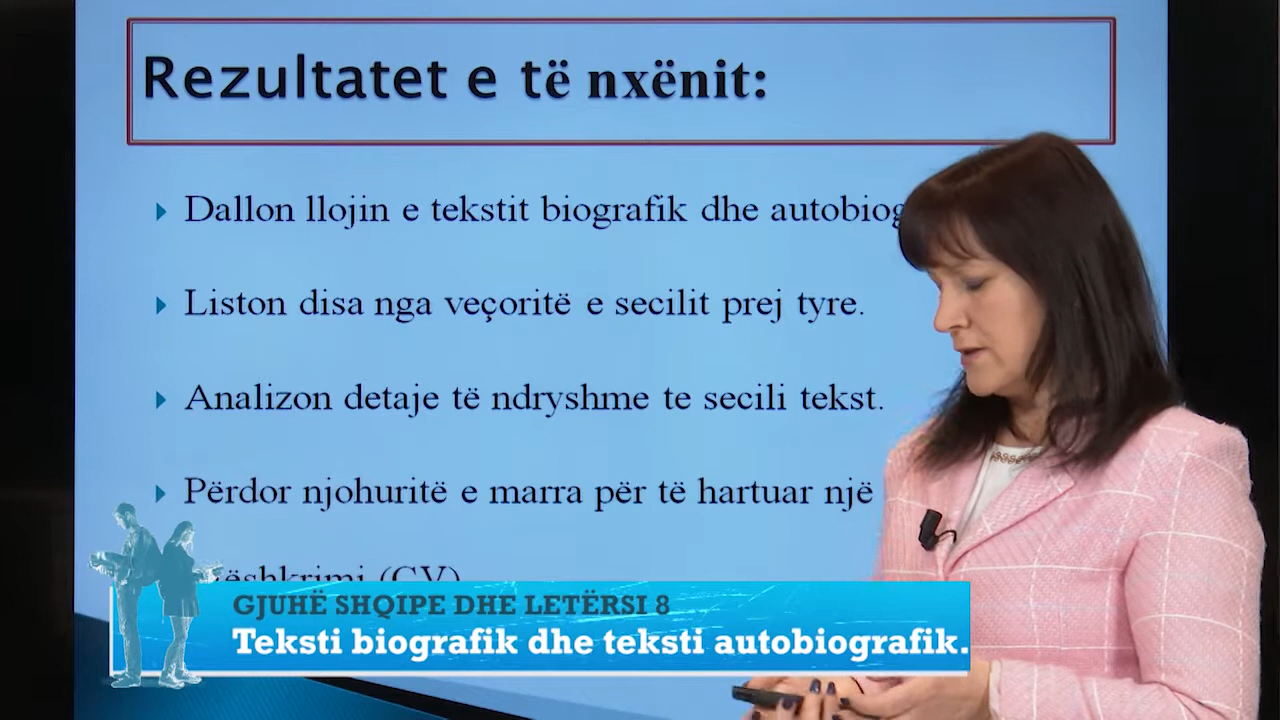 Rezultatet e të nxënit:
Dallon llojin e tekstit biografik dhe
Liston disa nga veçoritë e secilit prej tyre.
Analizon detaje të ndryshme te secili tekst.
Përdor njohuritë e marra për të hartuar një
(CV)
GJUHË SHQIPE DHE LETËRSI 8
Teksti biografik dhe teksti autobiografik.